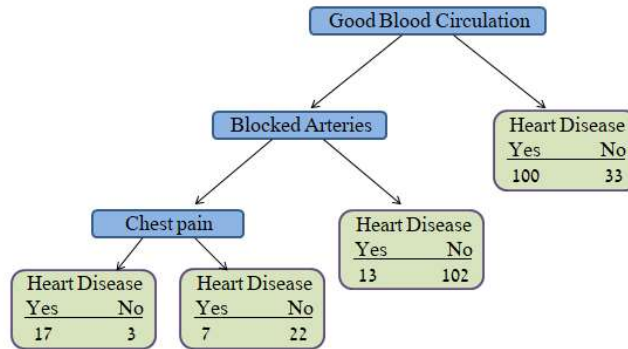 Good Blood Circulation
Blocked Arteries
Heart Disease
Yes No
100 33
Chest pain
Heart Disease
Yes No
13 102
Heart Disease
Yes No
17 3
Heart Disease
Yes No
7 22